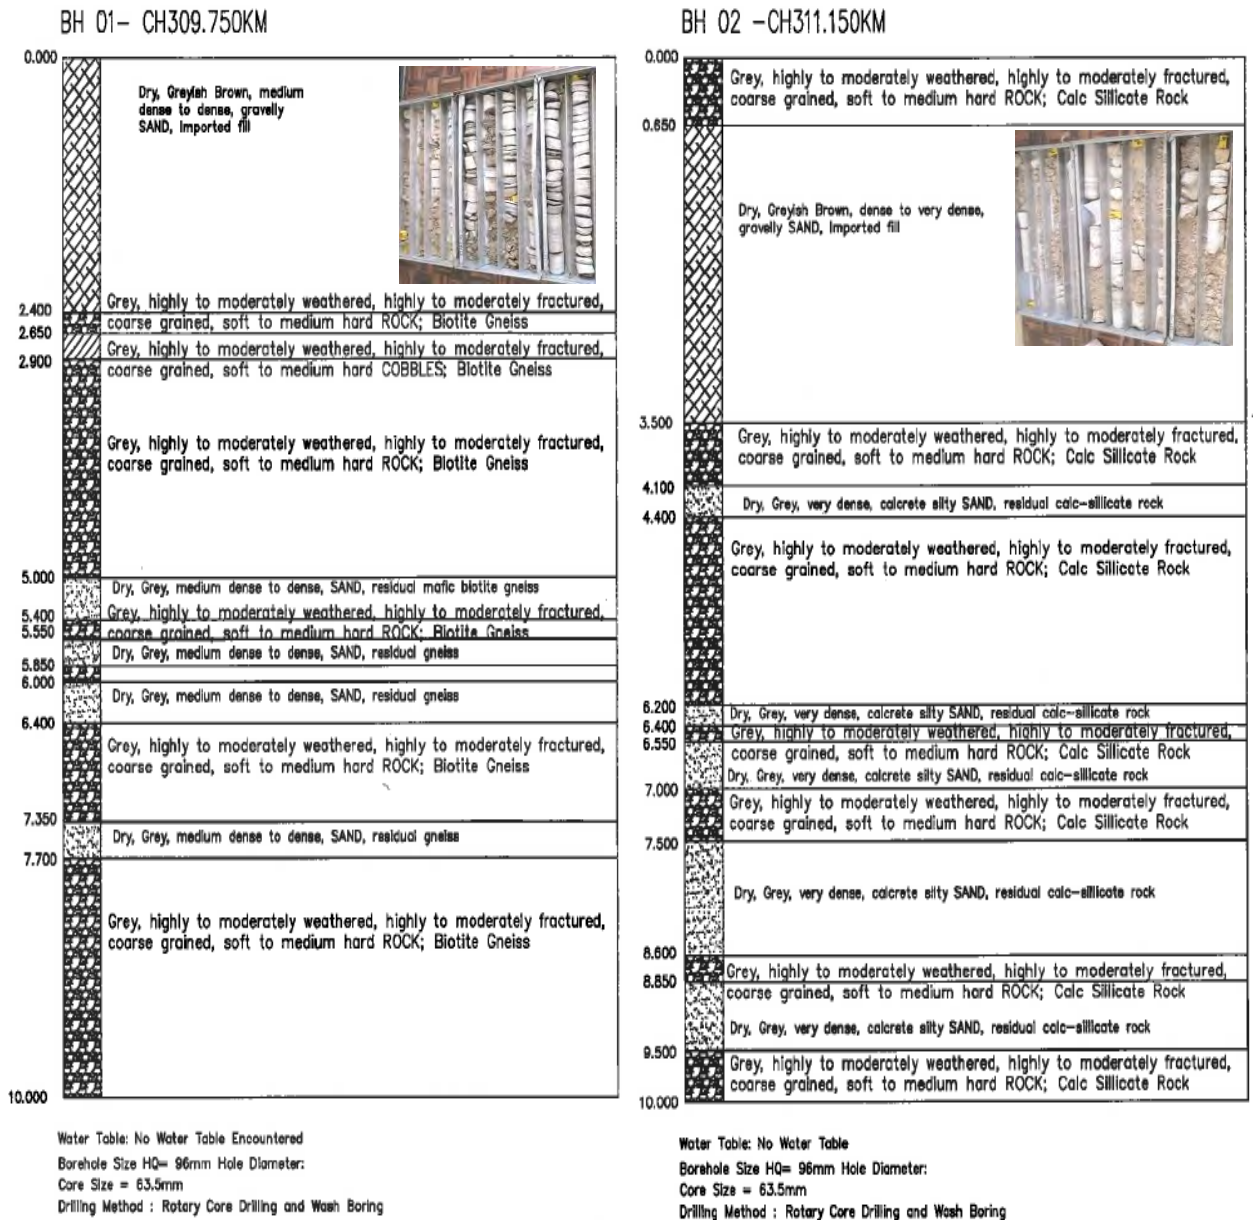 BH 01- CH309.750KM
0.000
Dry, Greyish Brown, medium
dense to dense, gravelly
SAND, Imported fill
2.400
Grey, highly to moderately weathered, highly to moderately fractured,
coarse grained, soft to medium hard ROCK; Biotite Gneiss
2.650
Grey, highly to moderately weathered, highly to moderately fractured,
2.900
coarse grained, soft to medium hard COBBLES; Biotite Gneiss
Grey, highly to moderately weathered, highly to moderately fractured,
coarse grained, soft to medium hard ROCK; Biotite Gneiss
5.000
Dry, Grey, medium dense to dense, SAND, residual mafic biotite gneiss
5.400
Grey, highly to moderately weathered, highly to moderately fractured,
5.550
coarse grained, soft to medium hard ROCK; Biotite Gneiss
Dry, Grey, medium dense to dense, SAND, residual gneiss
5.850
6.000
Dry, Grey, medium dense to dense, SAND, residual gneiss
6.400
Grey, highly to moderately weathered, highly to moderately fractured,
coarse grained, soft to medium hard ROCK; Biotite Gneiss
7.350
Dry, Grey, medium dense to dense, SAND, residual gneiss
7.700
Grey, highly to moderately weathered, highly to moderately fractured,
coarse grained, soft to medium hard ROCK; Biotite Gneiss
10.000
Water Table: No Water Table Encountered
Borehole Size HQ= 96mm Hole Diameter:
Core Size = 63.5mm
Drilling Method : Rotary Core Drilling and Wash Boring
BH 02 -CH311.150KM
0.000
Grey, highly to moderately weathered, highly to moderately fractured,
coarse grained, soft to medium hard ROCK; Calc Sillicate Rock
0.650
Dry, Greyish Brown, dense to very dense,
gravelly SAND, Imported fill
3.500
Grey, highly to moderately weathered, highly to moderately fractured,
coarse grained, soft to medium hard ROCK; Calc Sillicate Rock
4.100
Dry, Grey, very dense, calcrete silty SAND, residual calc-sillicate rock
4.400
Grey, highly to moderately weathered, highly to moderately fractured,
coarse grained, soft to medium hard ROCK; Calc Sillicate Rock
6.200
Dry, Grey, very dense, calcrete silty SAND, residual calc-sillicate rock
6.400
Grey, highly to moderately weathered, highly to moderately fractured,
6.550
coarse grained, soft to medium hard ROCK; Calc Sillicate Rock
Dry, Grey, very dense, calcrete silty SAND, residual calc-sillicate rock
7.000
Grey, highly to moderately weathered, highly to moderately fractured,
coarse grained, soft to medium hard ROCK; Calc Sillicate Rock
7.500
Dry, Grey, very dense, calcrete silty SAND, residual calc-sillicate rock
8.600
Grey, highly to moderately weathered, highly to moderately fractured,
8.850
coarse grained, soft to medium hard ROCK; Calc Sillicate Rock
Dry, Grey, very dense, calcrete silty SAND, residual calc-sillicate rock
9.500
Grey, highly to moderately weathered, highly to moderately fractured,
coarse grained, soft to medium hard ROCK; Calc Sillicate Rock
10.000
Water Table: No Water Table
Borehole Size HQ= 96mm Hole Diameter:
Core Size = 63.5mm
Drilling Method : Rotary Core Drilling and Wash Boring